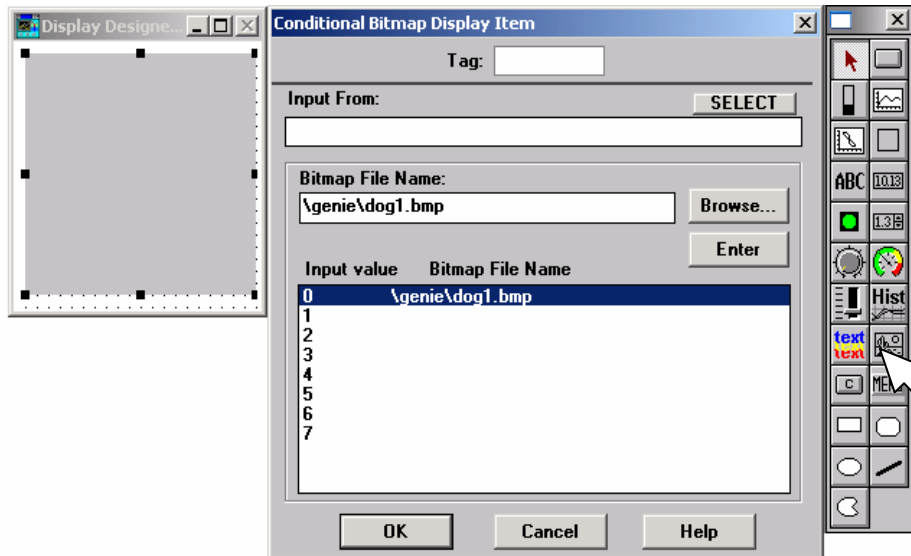 Display Designe...
Conditional Bitmap Display Item
Tag:
Input From:
SELECT
Bitmap File Name:
\genie\dog1.bmp
Browse...
Enter
Input value Bitmap File Name
0 \genie\dog1.bmp
1
2
3
4
5
6
7
OK
Cancel
Help
ABC
10.13
1.3
Hist
text
text
C